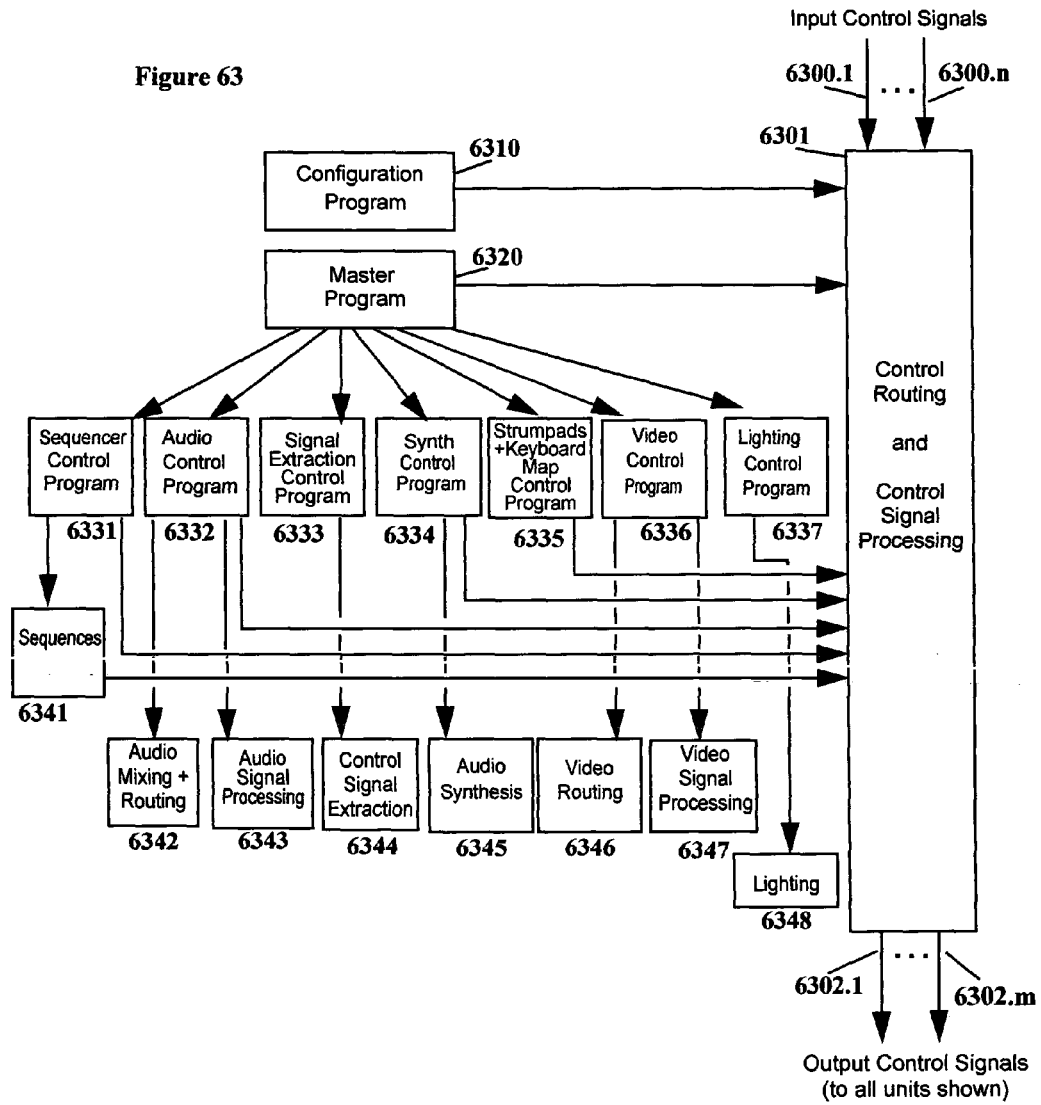 Input Control Signals
Figure 63
6300.1
...
6300.n
6301
6310
Configuration
Program
6320
Master
Program
Control
Routing
and
Control
Signal
Processing
Sequencer
Control
Program
6331
Audio
Control
Program
6332
Signal
Extraction
Control
Program
6333
Synth
Control
Program
6334
Strumpads
+Keyboard
Map
Control
Program
6335
Video
Control
Program
6336
Lighting
Control
Program
6337
Sequences
6341
Audio
Mixing +
Routing
6342
Audio
Signal
Processing
6343
Control
Signal
Extraction
6344
Audio
Synthesis
6345
Video
Routing
6346
Video
Signal
Processing
6347
Lighting
6348
6302.1
...
6302.m
Output Control Signals
(to all units shown)